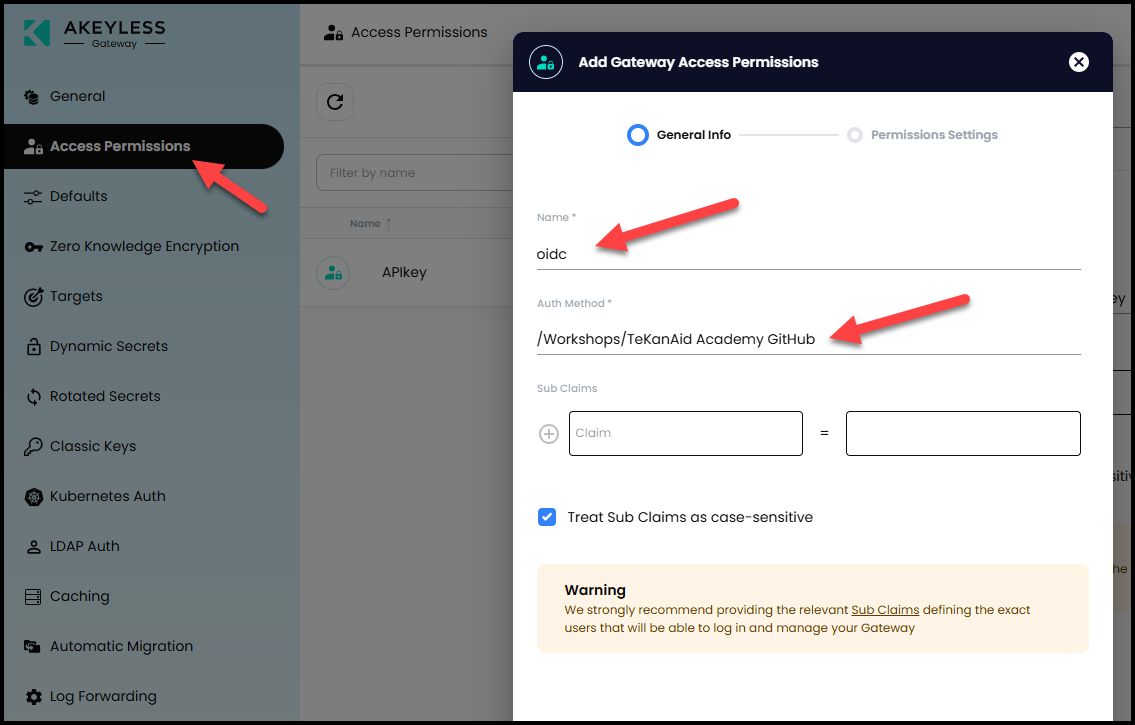 AKEYLESS
Gateway
General
Access Permissions
Defaults
Zero Knowledge Encryption
Targets
Dynamic Secrets
Rotated Secrets
Classic Keys
Kubernetes Auth
LDAP Auth
Caching
Automatic Migration
Log Forwarding
Access Permissions
Filter by name
Name ↑
APIkey
Add Gateway Access Permissions
General Info
Permissions Settings
Name *
oidc
Auth Method *
/Workshops/TeKanAid Academy GitHub
Sub Claims
Claim
=
Treat Sub Claims as case-sensitive
Warning
We strongly recommend providing the relevant Sub Claims defining the exact
users that will be able to log in and manage your Gateway